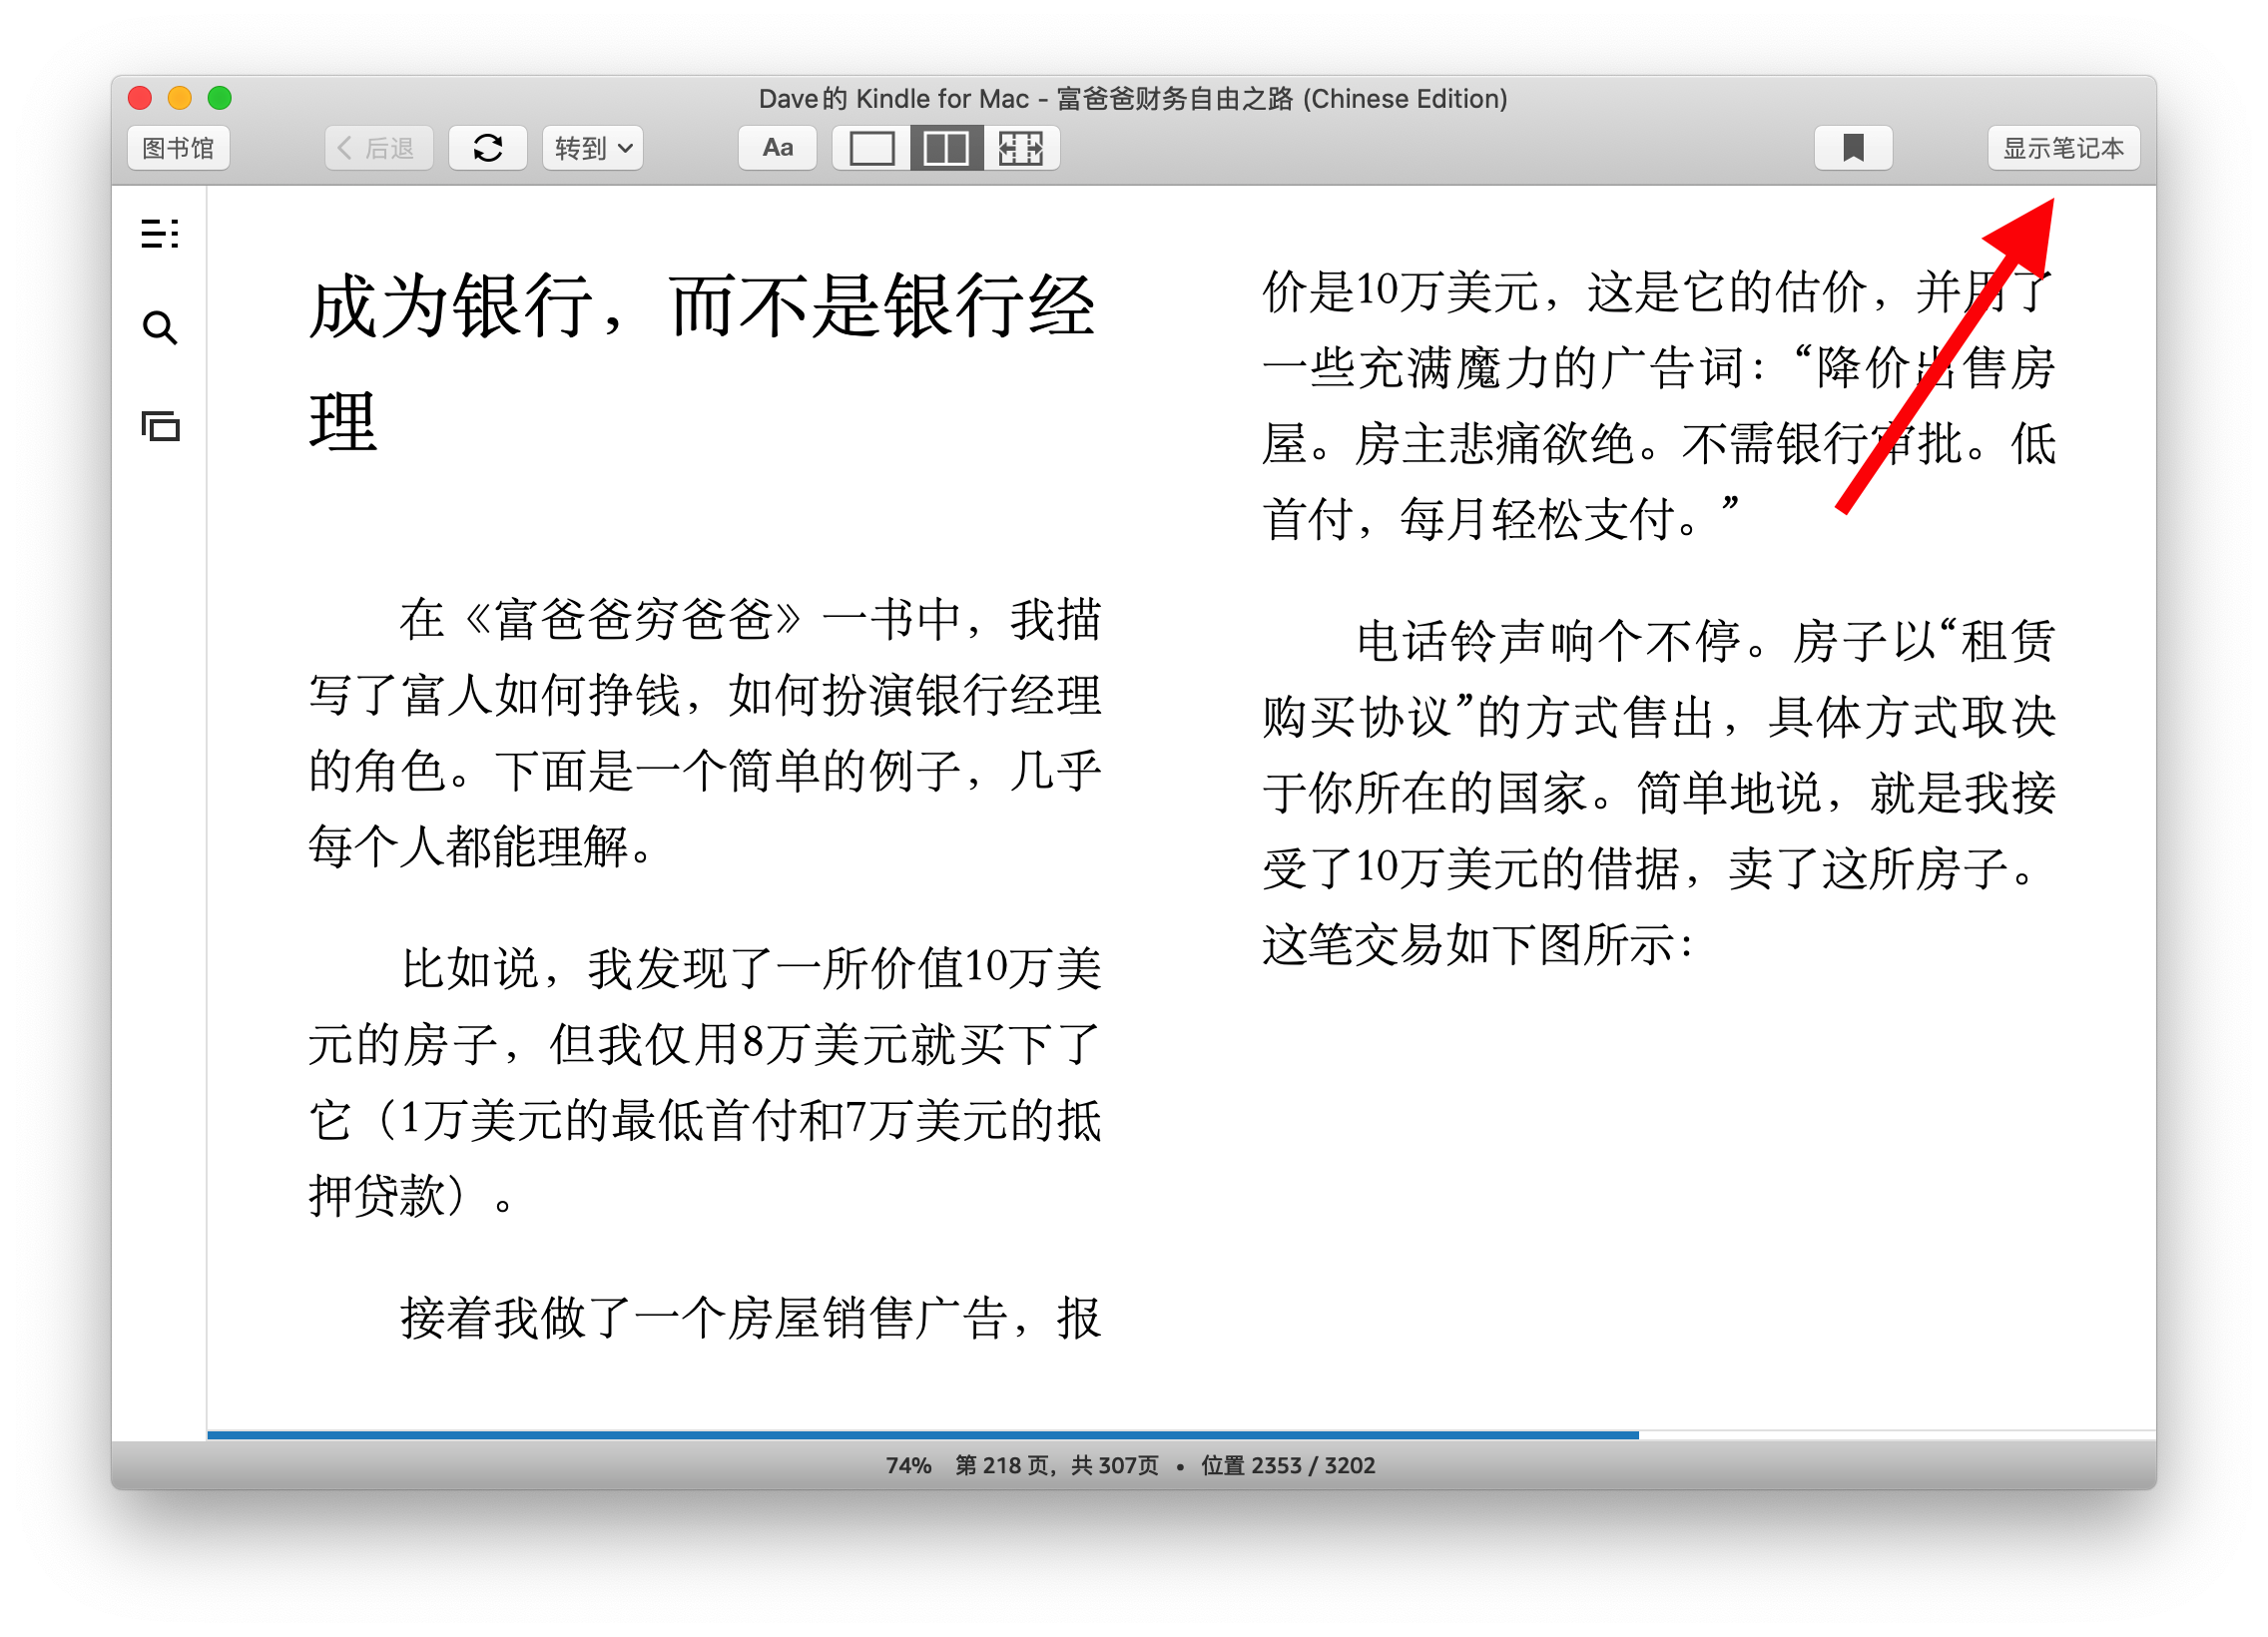 Dave的 Kindle for Mac - 富爸爸财务自由之路 (Chinese Edition)
图书馆
后退
转到
Aa
显示笔记本
成为银行，而不是银行经
理
在《富爸爸穷爸爸》一书中，我描
写了富人如何挣钱，如何扮演银行经理
的角色。下面是一个简单的例子，几乎
每个人都能理解。
比如说，我发现了一所价值10万美
元的房子，但我仅用8万美元就买下了
它（1万美元的最低首付和7万美元的抵
押贷款）。
接着我做了一个房屋销售广告，报
价是10万美元，这是它的估价，并用了
一些充满魔力的广告词：“降价出售房
屋。房主悲痛欲绝。不需银行审批。低
首付，每月轻松支付。”
电话铃声响个不停。房子以“租赁
购买协议”的方式售出，具体方式取决
于你所在的国家。简单地说，就是我接
受了10万美元的借据，卖了这所房子。
这笔交易如下图所示：
74% 第 218 页，共 307页 • 位置 2353 / 3202